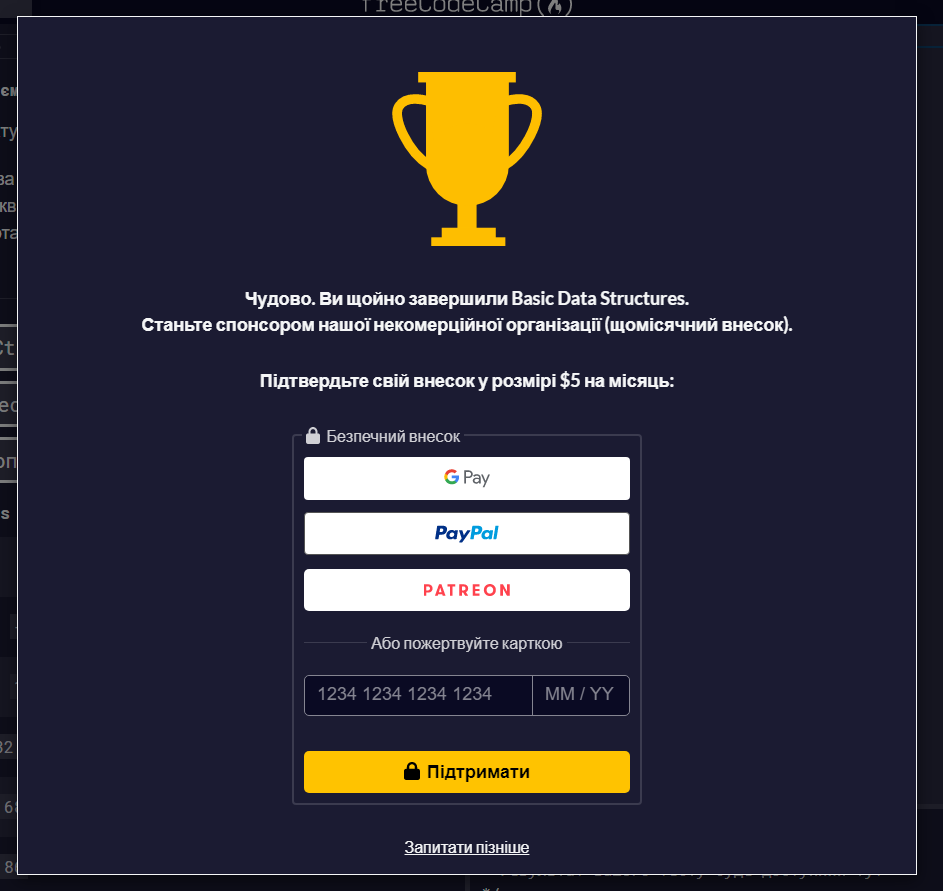 freeCodeCamp
Чудово. Ви щойно завершили Basic Data Structures.
Станьте спонсором нашої некомерційної організації (щомісячний внесок).
Підтвердьте свій внесок у розмірі $5 на місяць:
Безпечний внесок
G Pay
PayPal
PATREON
Або пожертвуйте карткою
1234 1234 1234 1234 MM / YY
Підтримати
Запитати пізніше